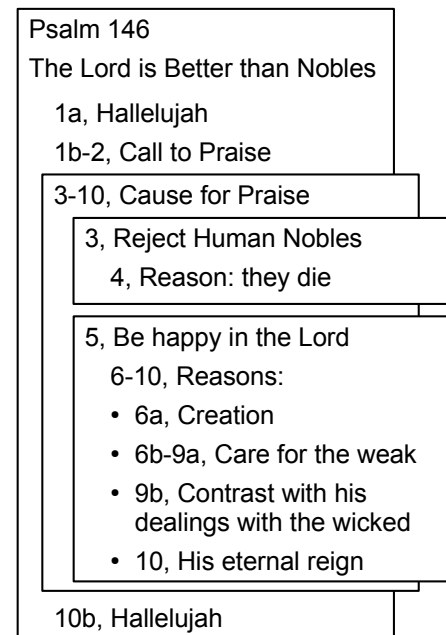 Psalm 146
The Lord is Better than Nobles
1a, Hallelujah
1b-2, Call to Praise
3-10, Cause for Praise
3, Reject Human Nobles
4, Reason: they die
5, Be happy in the Lord
6-10, Reasons:
• 6a, Creation
• 6b-9a, Care for the weak
• 9b, Contrast with his
dealings with the wicked
• 10, His eternal reign
10b, Hallelujah